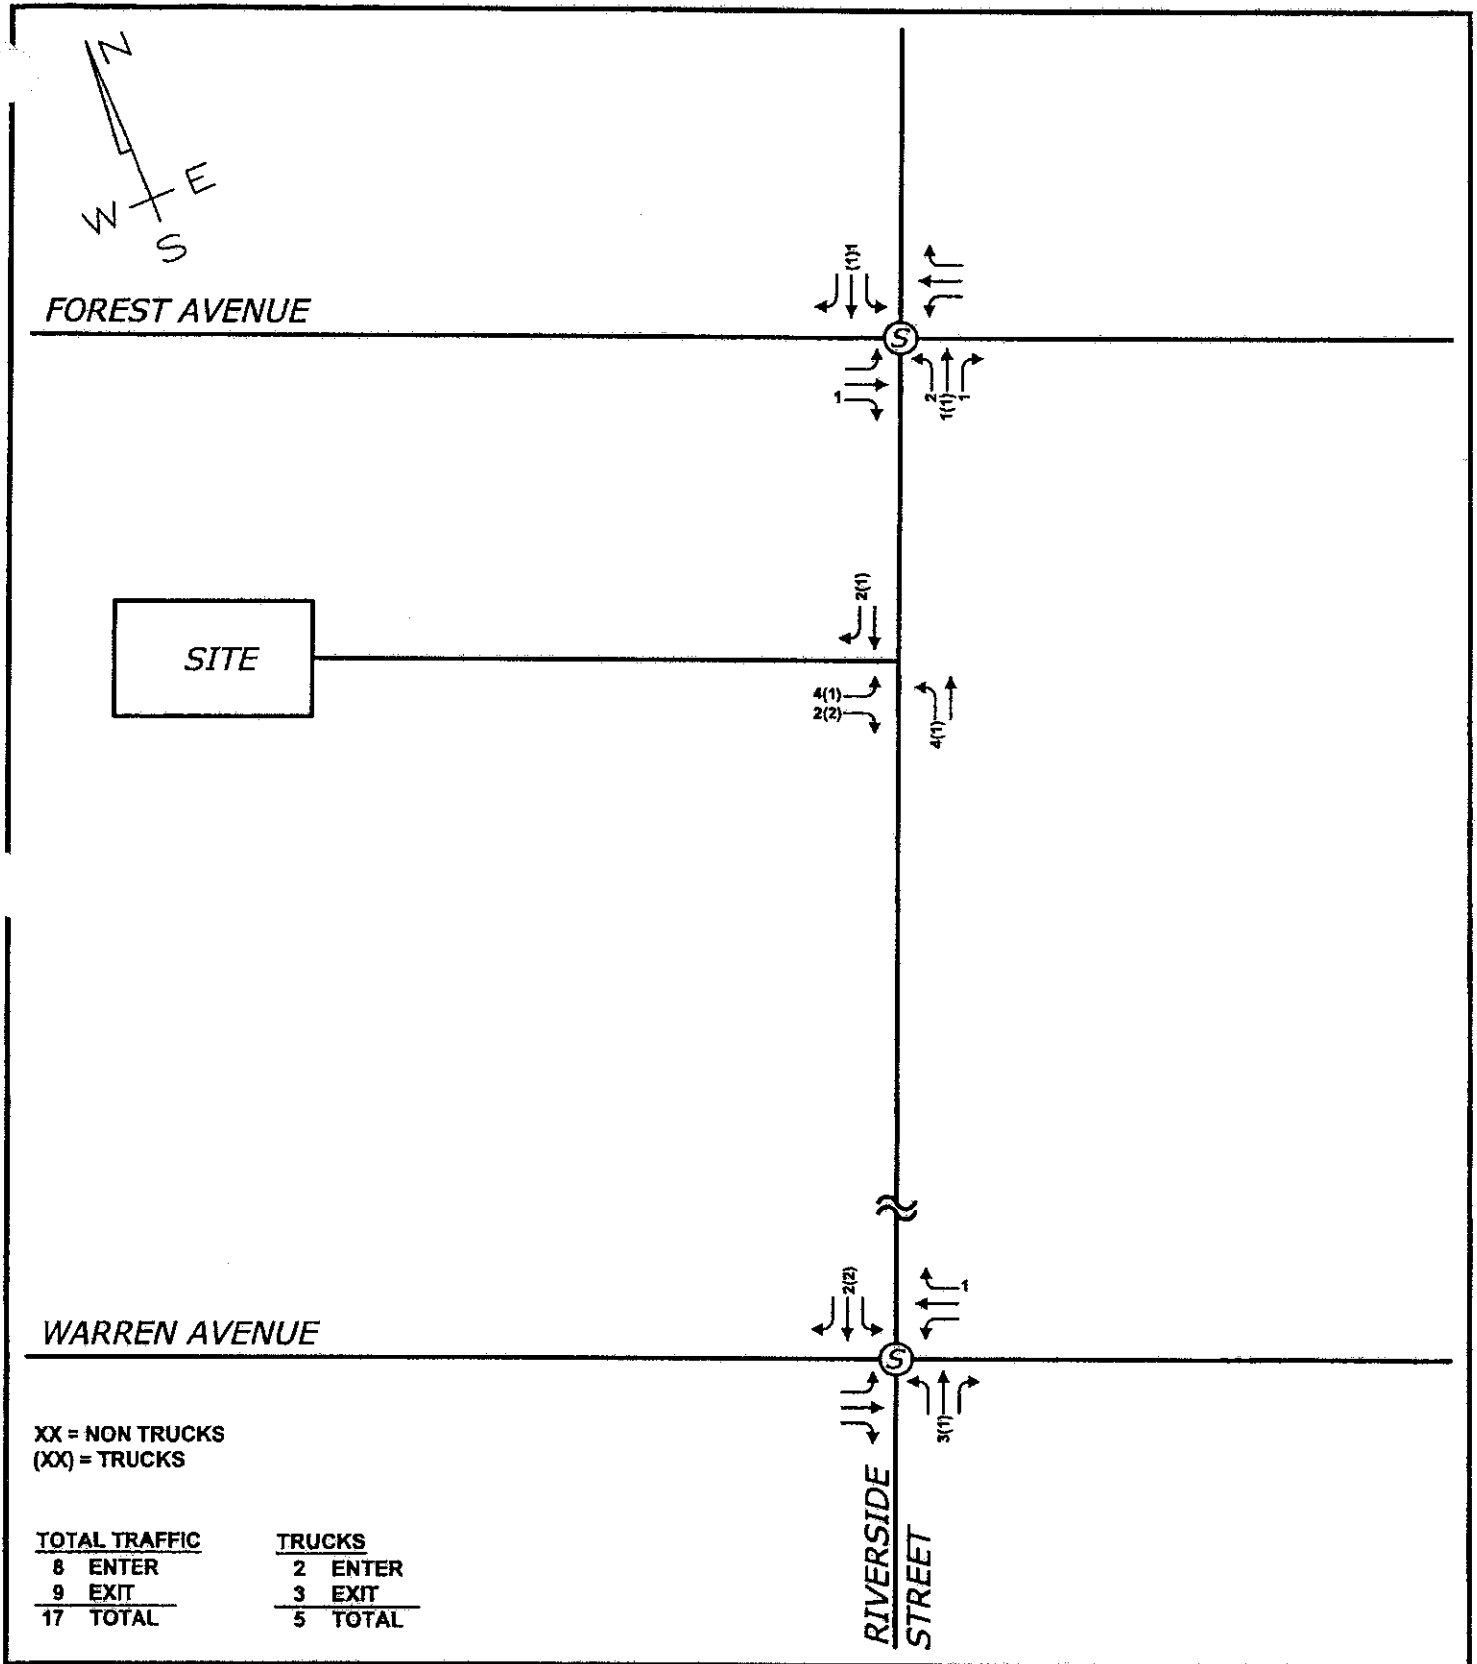 N
E
W
S
FOREST AVENUE
(1)1
S
1
2
1(1)
1
SITE
2(1)
4(1)
2(2)
4(1)
2(2)
1
WARREN AVENUE
S
3(1)
XX = NON TRUCKS
(XX) = TRUCKS
RIVERSIDE
STREET
TOTAL TRAFFIC TRUCKS
8 ENTER 2 ENTER
9 EXIT 3 EXIT
17 TOTAL 5 TOTAL